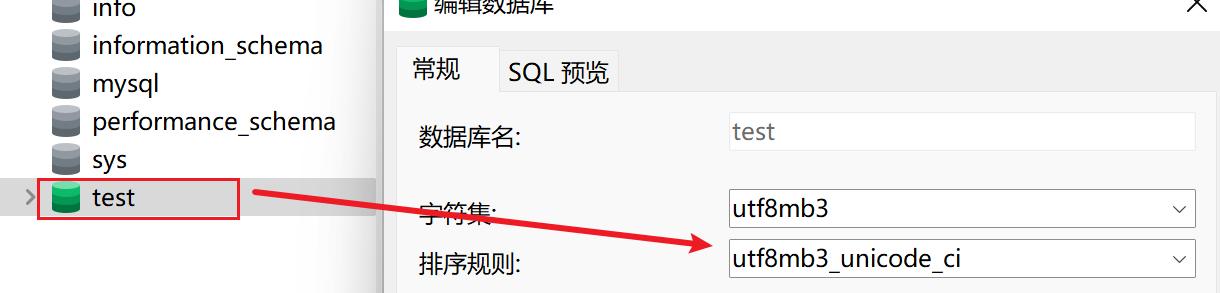 info
information_schema
mysql
performance_schema
sys
test
编辑数据库
常规
SQL 预览
数据库名:
test
字符集:
utf8mb3
排序规则:
utf8mb3_unicode_ci